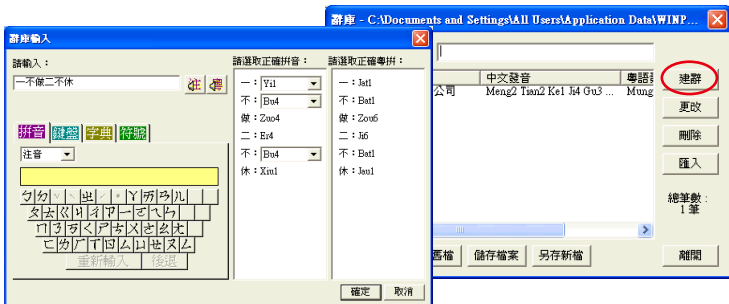 辭庫 - C:\Documents and Settings\All Users\Application Data\WINP...
中文發音
粵語
公司
Meng2 Tian2 Ke1 Ji4 Gu3 ...
Mung
建辭
更改
刪除
匯入
總筆數:
1 筆
舊檔
儲存檔案
另存新檔
離開
辭庫輸入
請輸入:
一不做二不休
注
拼音
鍵盤
字典
符號
注音
重新輸入
後退
請選取正確拼音:
一: Yi1
不: Bu4
做: Zuo4
二: Er4
不: Bu4
休: Xiu1
請選取正確粵拼:
一: Jat1
不: Bat1
做: Zou6
二: Ji6
不: Bat1
休: Jau1
確定
取消